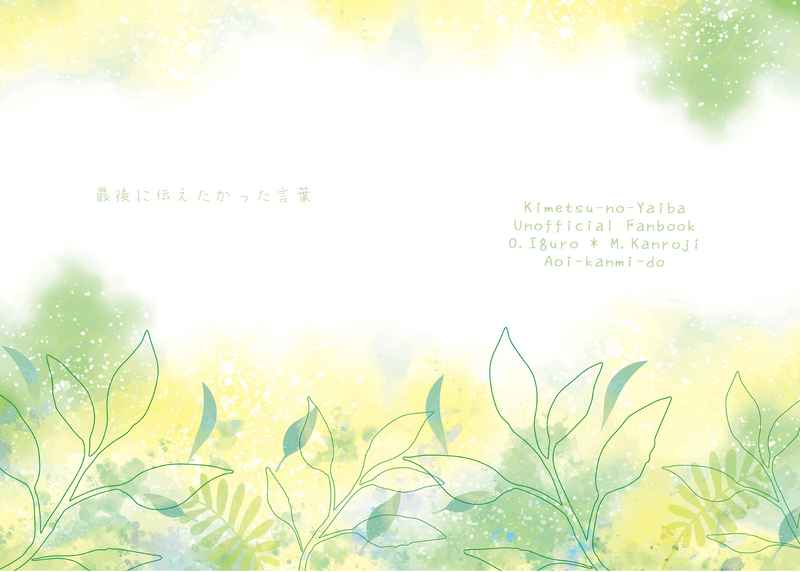 最後に伝えたかった言葉
Kimetsu-no-Yaiba
Unofficial Fanbook
O.Iguro * M.Kanroji
Aoi-kanmi-do